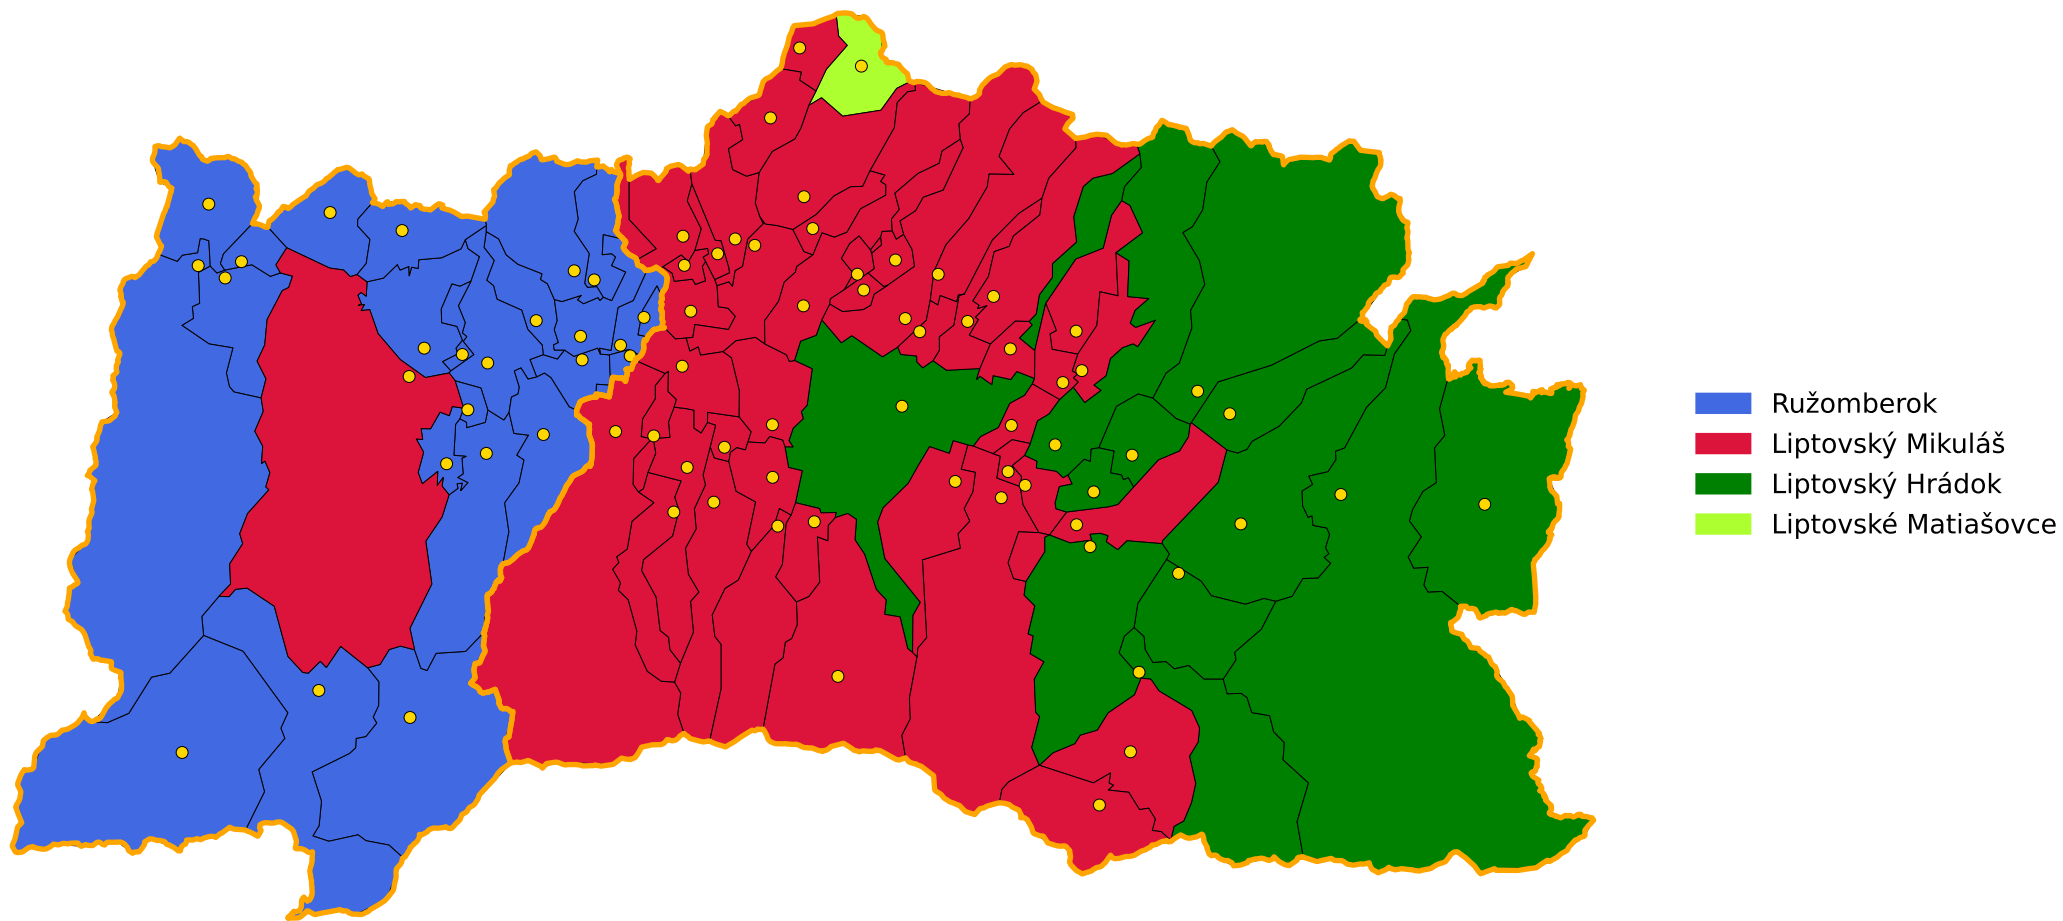 Ružomberok
Liptovský Mikuláš
Liptovský Hrádok
Liptovské Matiašovce